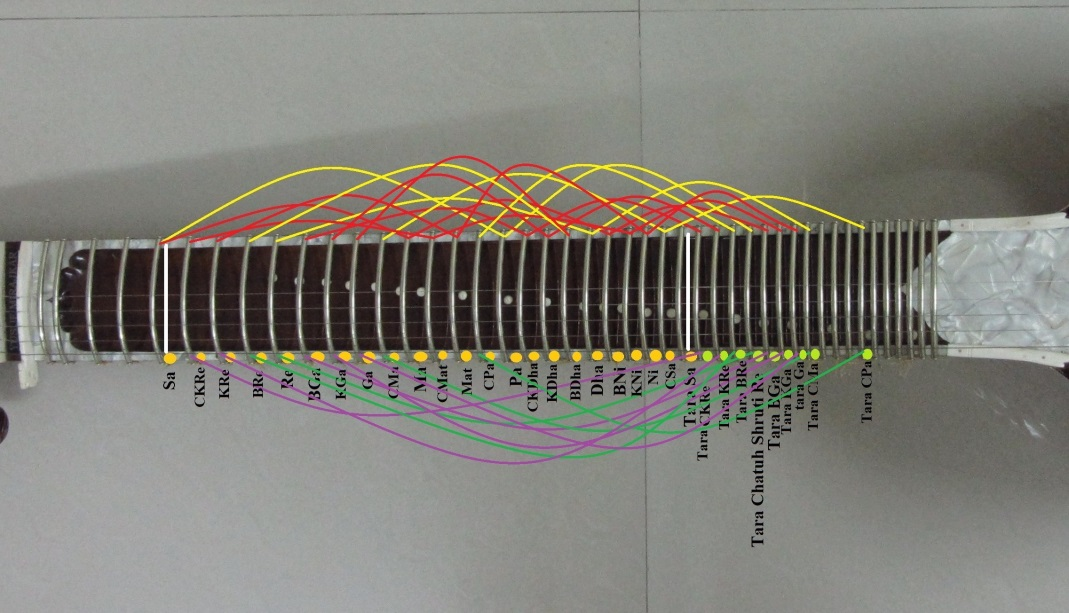 Sa
CKRe
KRe
BRe
Re
BGa
KGa
Ga
CMa
Ma
CMat
Mat
CPa
Pa
CKDha
KDha
BDha
Dha
BNi
KNi
Ni
CSa
Tara Sa
Tara CKRe
Tara KRe
Tara BRe
Tara Chatuh Shruti Re
Tara BGa
Tara KGa
tara Ga
Tara CMa
Tara CPa